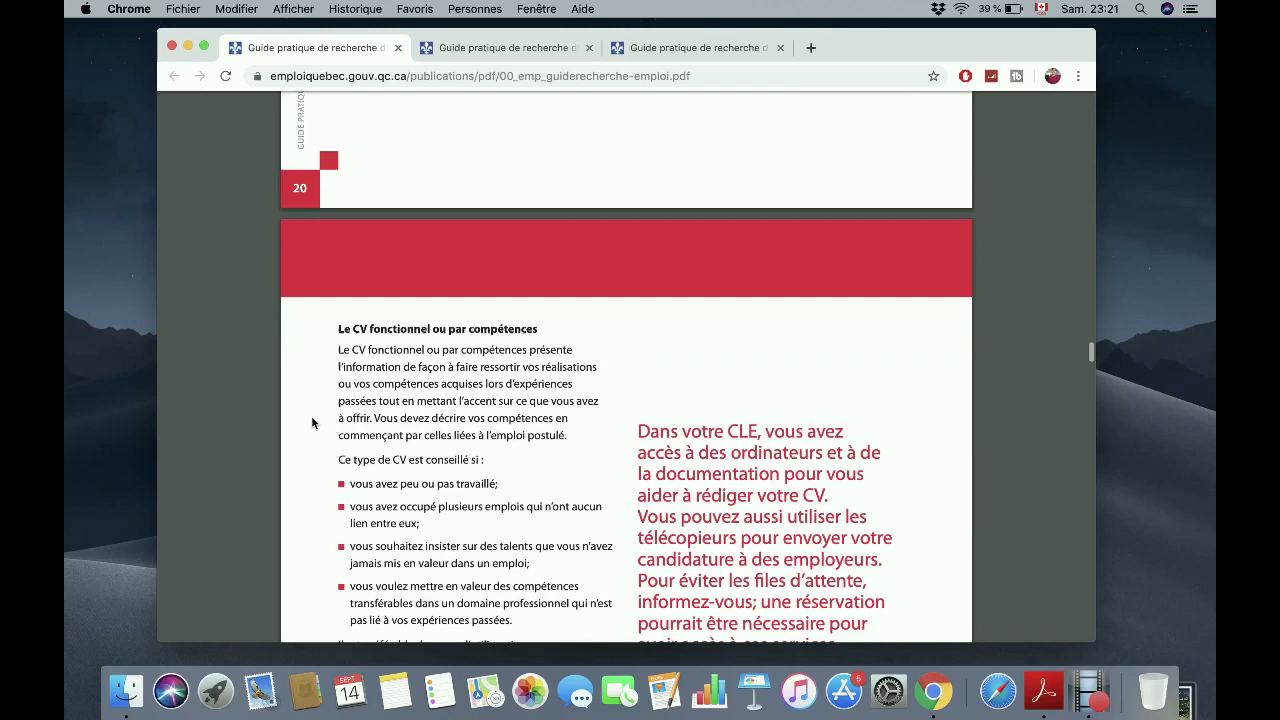 Chrome Fichier Modifier Afficher Historique Favoris Personnes Fenêtre Aide 39 % Sam. 23:21
Guide pratique de recherche d
Guide pratique de recherche d
Guide pratique de recherche d
emploiquebec.gouv.qc.ca/publications/pdf/00_emp_guiderecherche-emploi.pdf
GUIDE PRATIQ
20
Le CV fonctionnel ou par compétences
Le CV fonctionnel ou par compétences présente
l'information de façon à faire ressortir vos réalisations
ou vos compétences acquises lors d'expériences
passées tout en mettant l'accent sur ce que vous avez
à offrir. Vous devez décrire vos compétences en
commençant par celles liées à l'emploi postulé.
Ce type de CV est conseillé si :
vous avez peu ou pas travaillé;
vous avez occupé plusieurs emplois qui n'ont aucun
lien entre eux;
vous souhaitez insister sur des talents que vous n'avez
jamais mis en valeur dans un emploi;
vous voulez mettre en valeur des compétences
transférables dans un domaine professionnel qui n'est
pas lié à vos expériences passées.
Dans votre CLE, vous avez
accès à des ordinateurs et à de
la documentation pour vous
aider à rédiger votre CV.
Vous pouvez aussi utiliser les
télécopieurs pour envoyer votre
candidature à des employeurs.
Pour éviter les files d'attente,
informez-vous; une réservation
pourrait être nécessaire pour
avoir accès à ces services
SEPT
14
5